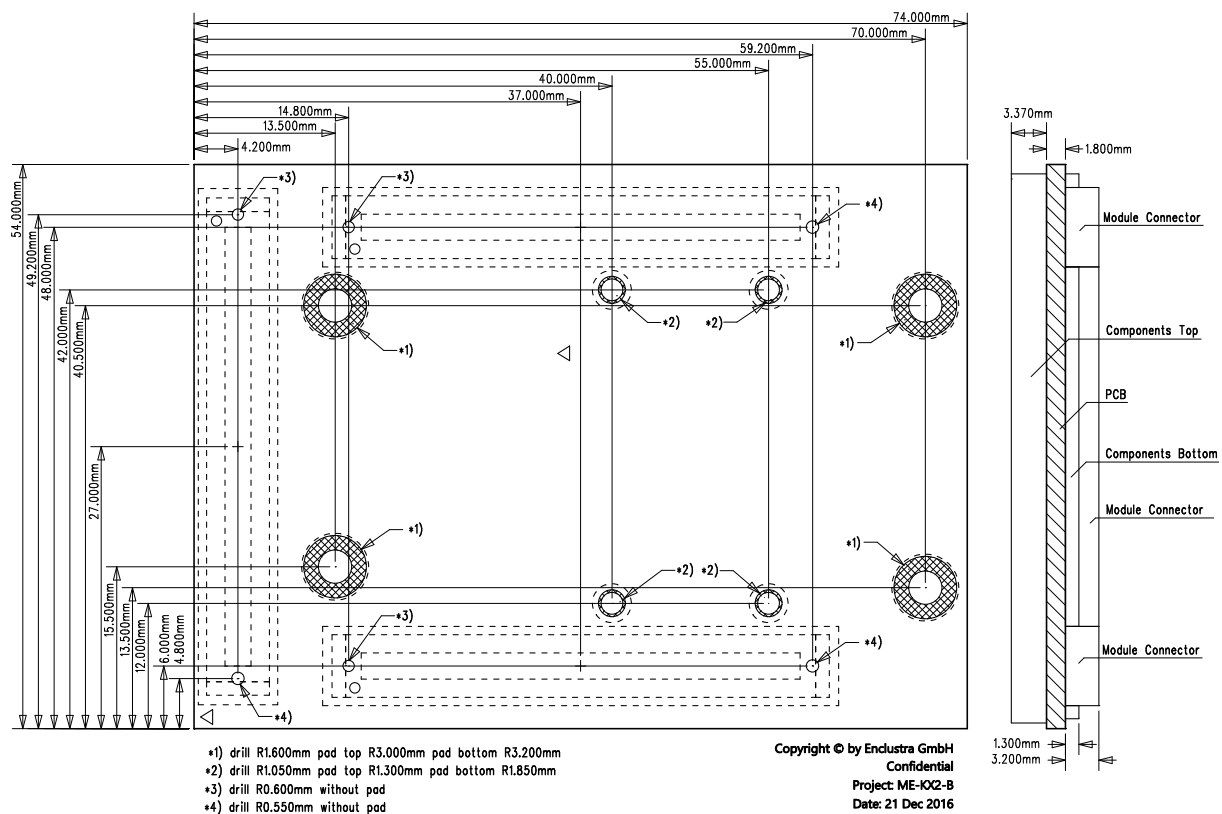 74.000mm
70.000mm
59.200mm
55.000mm
40.000mm
37.000mm
14.800mm
13.500mm
4.200mm
3.370mm
1.800mm
54.000mm
49.200mm
48.000mm
42.000mm
40.500mm
27.000mm
15.500mm
13.500mm
12.000mm
6.000mm
4.800mm
*3)
*3)
*4)
*2)
*2)
*1)
*1)
*1)
*1)
*2)
*2)
*3)
*4)
*4)
Module Connector
Components Top
PCB
Components Bottom
Module Connector
Module Connector
1.300mm
3.200mm
*1) drill R1.600mm pad top R3.000mm pad bottom R3.200mm
*2) drill R1.050mm pad top R1.300mm pad bottom R1.850mm
*3) drill R0.600mm without pad
*4) drill R0.550mm without pad
Copyright © by Enclustra GmbH
Confidential
Project: ME-KX2-B
Date: 21 Dec 2016